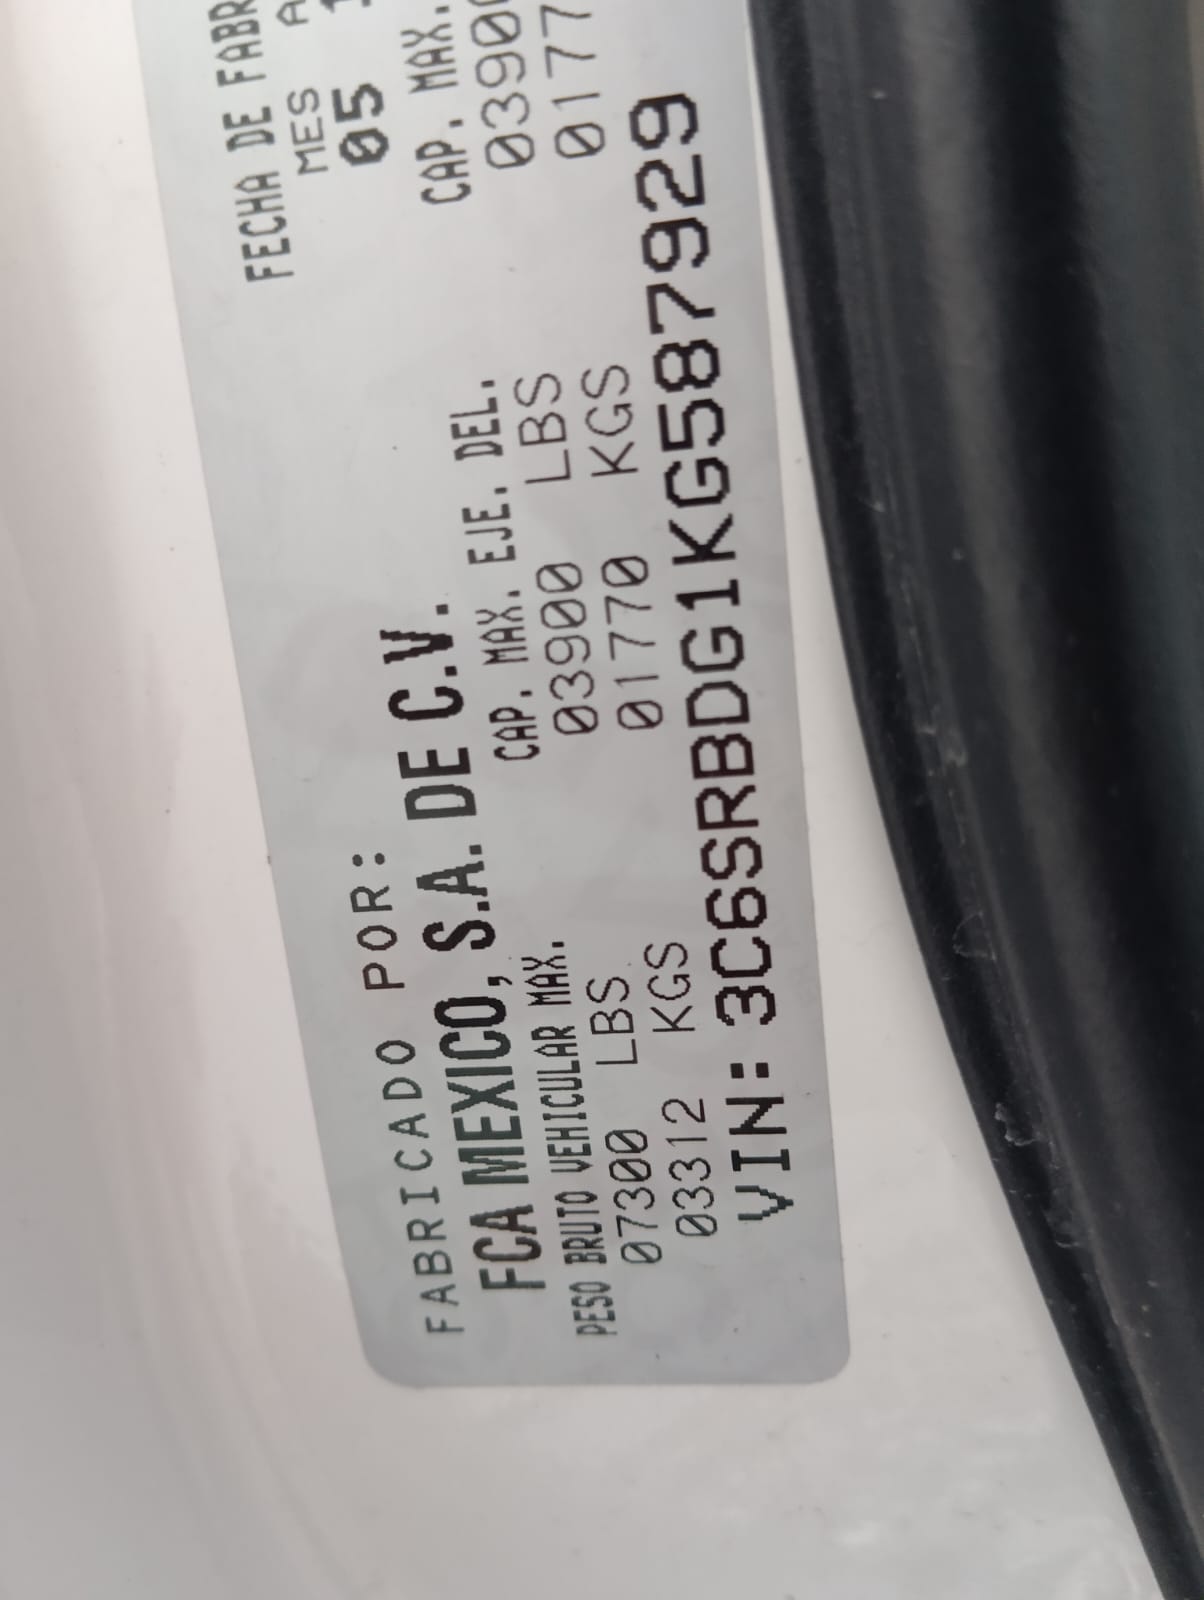 FABRICADO POR:
FCA MEXICO, S.A. DE C.V.
FECHA DE FABR
MES A
05 1
PESO BRUTO VEHICULAR MAX.
07300 LBS
03312 KGS
CAP. MAX. EJE. DEL.
03900 LBS
01770 KGS
CAP. MAX.
0390
0177
VIN: 3C6SRBDG1KG587929